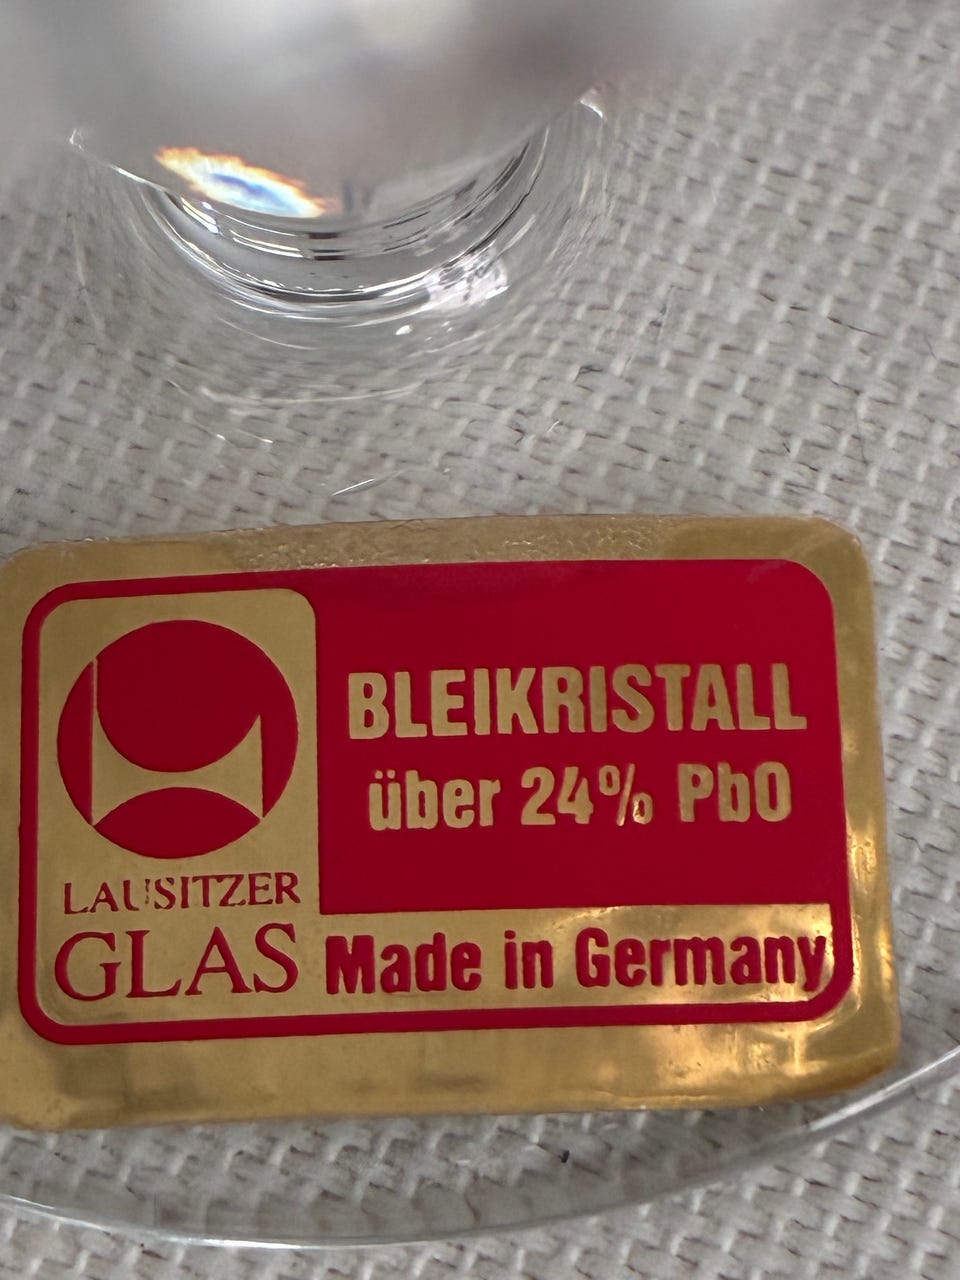 BLEIKRISTALL
über 24% PbO
LAUSITZER
GLAS
Made in Germany